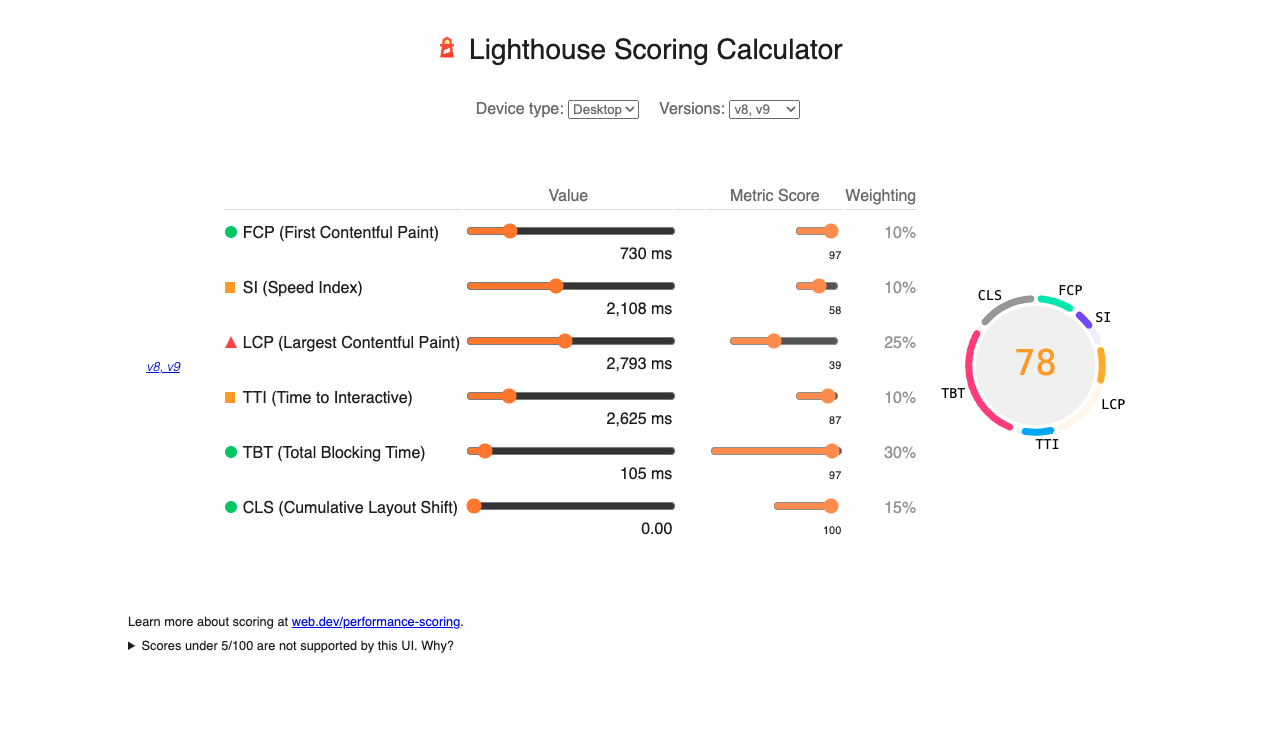 Lighthouse Scoring Calculator
Device type: Desktop Versions: v8, v9
Value Metric Score Weighting
FCP (First Contentful Paint) 10%
730 ms 97
SI (Speed Index) 10%
2,108 ms 58
LCP (Largest Contentful Paint) 25%
2,793 ms 39
v8, v9
TTI (Time to Interactive) 10%
2,625 ms 87
TBT (Total Blocking Time) 30%
105 ms 97
CLS (Cumulative Layout Shift) 15%
0.00 100
CLS FCP
SI
78
TBT
LCP
TTI
Learn more about scoring at web.dev/performance-scoring.
Scores under 5/100 are not supported by this UI. Why?